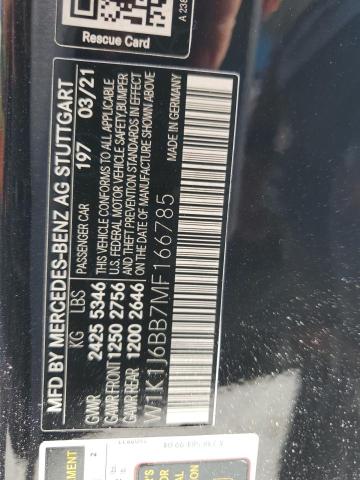 Rescue Card
MFD BY MERCEDES-BENZ AG STUTTGART
KG LBS PASSENGER CAR 197 03/21
GVWR 2425 5346 THIS VEHICLE CONFORMS TO ALL APPLICABLE
GAWR FRONT 1250 2756 U.S. FEDERAL MOTOR VEHICLE SAFETY, BUMPER
GAWR REAR 1200 2646 AND THEFT PREVENTION STANDARDS IN EFFECT ON THE
DATE OF MANUFACTURE SHOWN ABOVE
W1K1J6BB7MF166785 MADE IN GERMANY